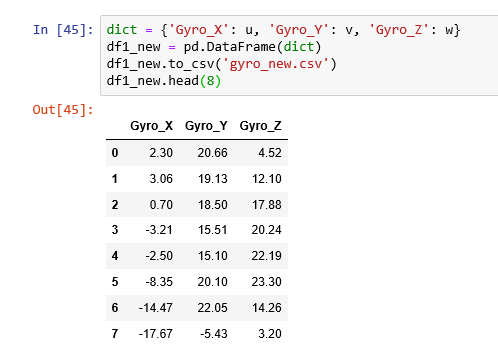 In [45]: dict = {'Gyro_X': u, 'Gyro_Y': v, 'Gyro_Z': w}
df1_new = pd.DataFrame(dict)
df1_new.to_csv('gyro_new.csv')
df1_new.head(8)
Out[45]:
Gyro_X Gyro_Y Gyro_Z
0 2.30 20.66 4.52
1 3.06 19.13 12.10
2 0.70 18.50 17.88
3 -3.21 15.51 20.24
4 -2.50 15.10 22.19
5 -8.35 20.10 23.30
6 -14.47 22.05 14.26
7 -17.67 -5.43 3.20